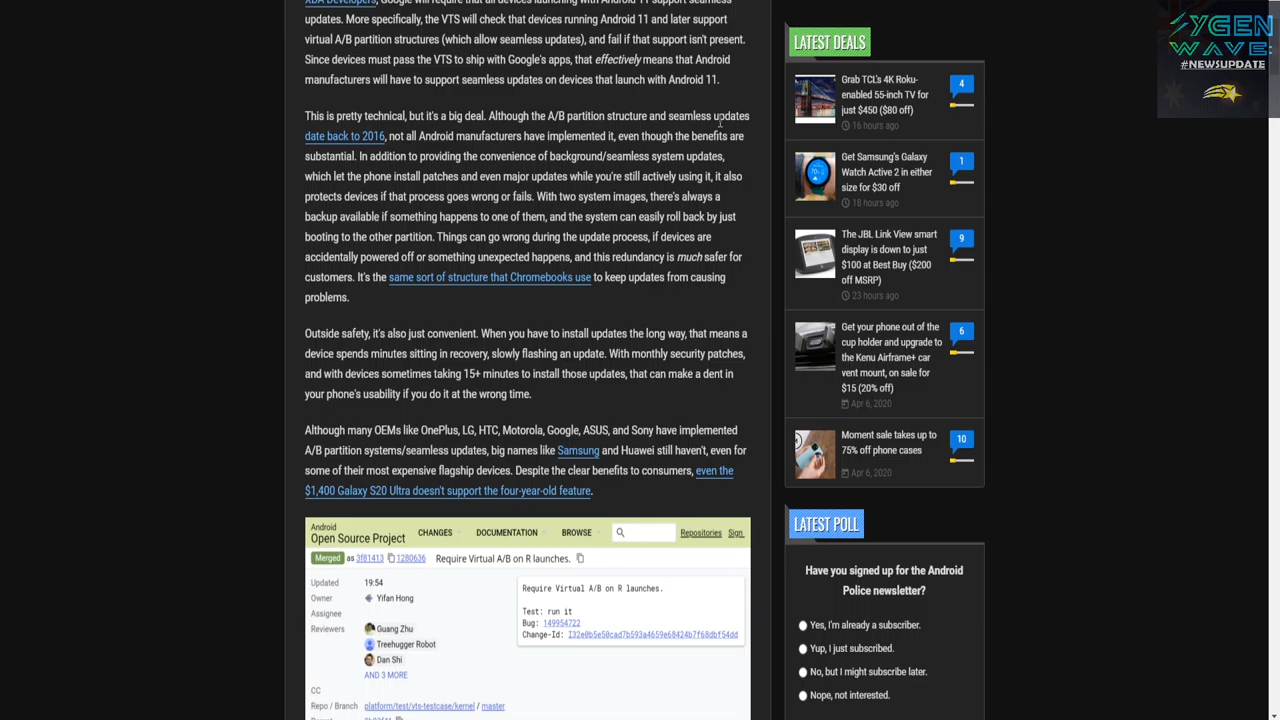 XDA Developers, Google will require that all devices launching with Android 11 support seamless
updates. More specifically, the VTS will check that devices running Android 11 and later support
virtual A/B partition structures (which allow seamless updates), and fail if that support isn't present.
Since devices must pass the VTS to ship with Google's apps, that effectively means that Android
manufacturers will have to support seamless updates on devices that launch with Android 11.
This is pretty technical, but it's a big deal. Although the A/B partition structure and seamless updates
date back to 2016, not all Android manufacturers have implemented it, even though the benefits are
substantial. In addition to providing the convenience of background/seamless system updates,
which let the phone install patches and even major updates while you're still actively using it, it also
protects devices if that process goes wrong or fails. With two system images, there's always a
backup available if something happens to one of them, and the system can easily roll back by just
booting to the other partition. Things can go wrong during the update process, if devices are
accidentally powered off or something unexpected happens, and this redundancy is much safer for
customers. It's the same sort of structure that Chromebooks use to keep updates from causing
problems.
Outside safety, it's also just convenient. When you have to install updates the long way, that means a
device spends minutes sitting in recovery, slowly flashing an update. With monthly security patches,
and with devices sometimes taking 15+ minutes to install those updates, that can make a dent in
your phone's usability if you do it at the wrong time.
Although many OEMs like OnePlus, LG, HTC, Motorola, Google, ASUS, and Sony have implemented
A/B partition systems/seamless updates, big names like Samsung and Huawei still haven't, even for
some of their most expensive flagship devices. Despite the clear benefits to consumers, even the
$1,400 Galaxy S20 Ultra doesn't support the four-year-old feature.
Android
Open Source Project
CHANGES
DOCUMENTATION
BROWSE
Repositories
Sign
Merged as 3f81413 1280636 Require Virtual A/B on R launches.
Updated 19:54
Owner Yifan Hong
Assignee
Reviewers Guang Zhu
Treehugger Robot
Dan Shi
AND 3 MORE
CC
Repo / Branch platform/test/vts-testcase/kernel / master
Require Virtual A/B on R launches.
Test: run it
Bug: 149954722
Change-Id: I32e0b5e50cad7b593a4659e68424b7f68dbf54dd
LATEST DEALS
Grab TCL's 4K Roku-
enabled 55-inch TV for
just $450 ($80 off)
16 hours ago
4
Get Samsung's Galaxy
Watch Active 2 in either
size for $30 off
18 hours ago
1
The JBL Link View smart
display is down to just
$100 at Best Buy ($200
off MSRP)
23 hours ago
9
Get your phone out of the
cup holder and upgrade to
the Kenu Airframe+ car
vent mount, on sale for
$15 (20% off)
Apr 6, 2020
6
Moment sale takes up to
75% off phone cases
Apr 6, 2020
10
LATEST POLL
Have you signed up for the Android
Police newsletter?
Yes, I'm already a subscriber.
Yup, I just subscribed.
No, but I might subscribe later.
Nope, not interested.
YGEN
WAVE
#NEWSUPDATE